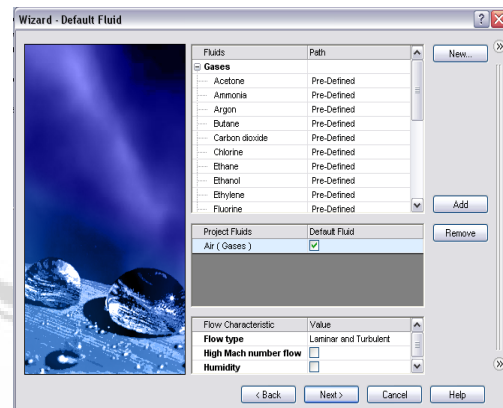 Wizard - Default Fluid
Fluids Path
Gases
Acetone Pre-Defined
Ammonia Pre-Defined
Argon Pre-Defined
Butane Pre-Defined
Carbon dioxide Pre-Defined
Chlorine Pre-Defined
Ethane Pre-Defined
Ethanol Pre-Defined
Ethylene Pre-Defined
Fluorine Pre-Defined
New...
Add
Project Fluids Default Fluid
Air ( Gases )
Remove
Flow Characteristic Value
Flow type Laminar and Turbulent
High Mach number flow
Humidity
< Back Next > Cancel Help